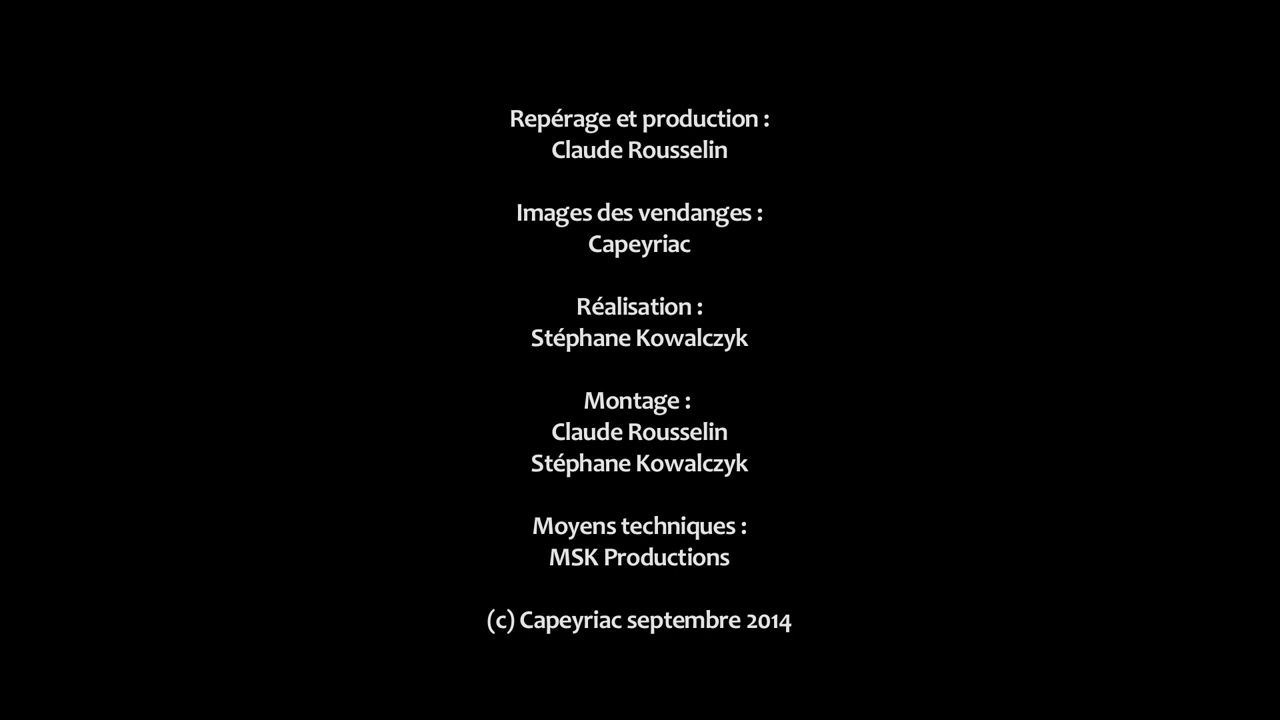 Repérage et production :
Claude Rousselin
Images des vendanges :
Capeyriac
Réalisation :
Stéphane Kowalczyk
Montage :
Claude Rousselin
Stéphane Kowalczyk
Moyens techniques :
MSK Productions
(c) Capeyriac septembre 2014